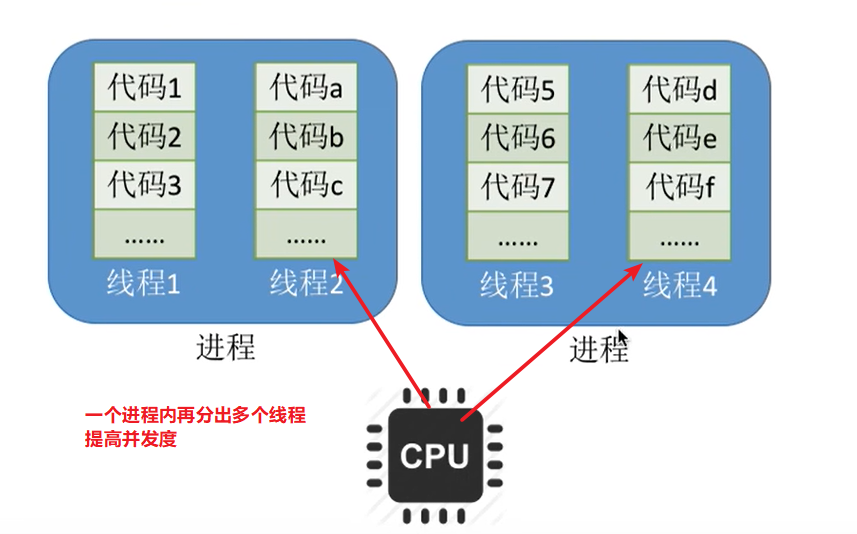 代码1
代码2
代码3
……
线程1
代码a
代码b
代码c
……
线程2
进程
代码5
代码6
代码7
……
线程3
代码d
代码e
代码f
……
线程4
进程
一个进程内再分出多个线程
提高并发度
CPU